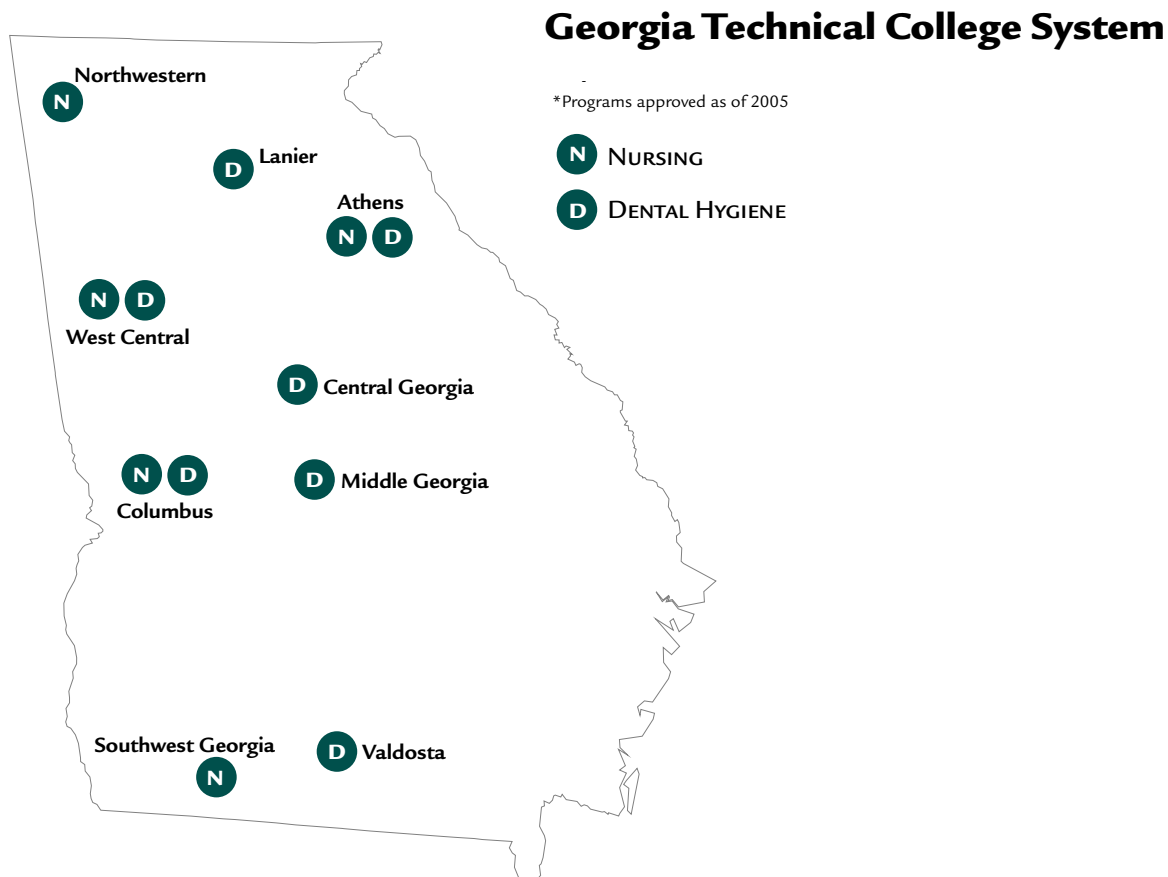 Georgia Technical College System
-
*Programs approved as of 2005
N Nursing
D Dental Hygiene
Northwestern
N
D Lanier
Athens
N D
N D
West Central
D Central Georgia
N D
Columbus
D Middle Georgia
Southwest Georgia
N
D Valdosta